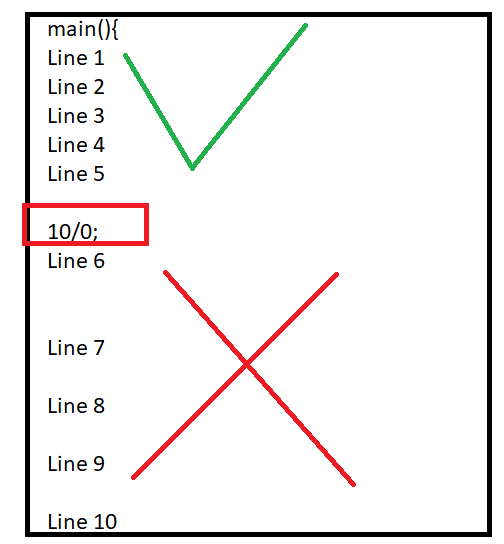 main(){
Line 1
Line 2
Line 3
Line 4
Line 5
10/0;
Line 6
Line 7
Line 8
Line 9
Line 10